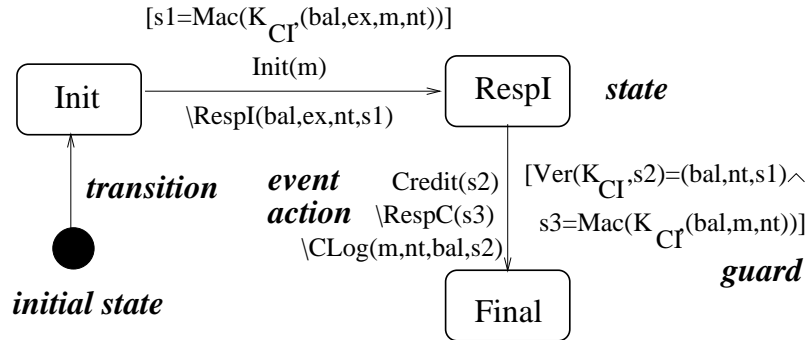 [s1=Mac(K_CI,(bal,ex,m,nt))]
Init
Init(m)
RespI
state
\RespI(bal,ex,nt,s1)
transition
event
Credit(s2)
[Ver(K_CI,s2)=(bal,nt,s1)∧
action
\RespC(s3)
s3=Mac(K_CI,(bal,m,nt))]
\CLog(m,nt,bal,s2)
guard
initial state
Final